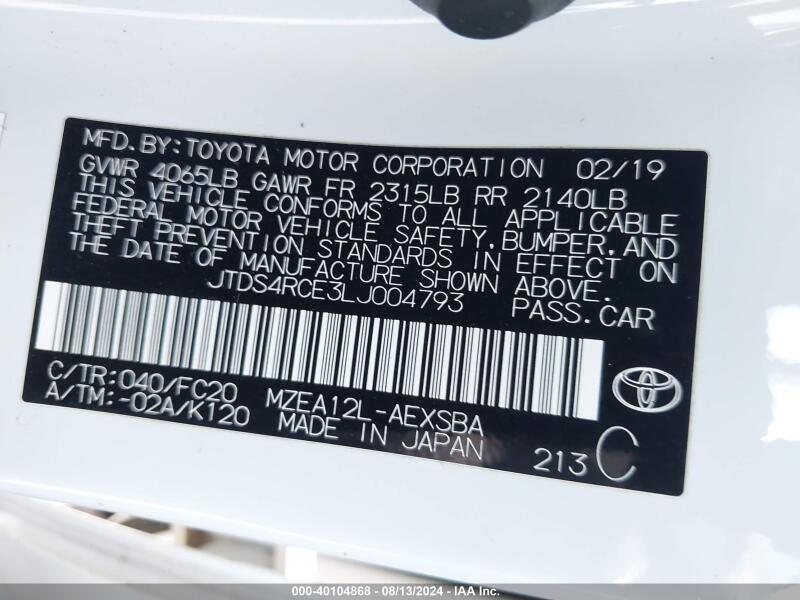 MFD.BY:TOYOTA MOTOR CORPORATION 02/19
GVWR 4065LB GAWR FR 2315LB RR 2140LB
THIS VEHICLE CONFORMS TO ALL APPLICABLE
FEDERAL MOTOR VEHICLE SAFETY,BUMPER,AND
THEFT PREVENTION STANDARDS IN EFFECT ON
THE DATE OF MANUFACTURE SHOWN ABOVE.
JTDS4RCE3LJ004793 PASS.CAR
C/TR:040/FC20 MZEA12L-AEXSBA
A/TM:-02A/K120 MADE IN JAPAN
213 C
000-40104868 - 08/13/2024 - IAA Inc.